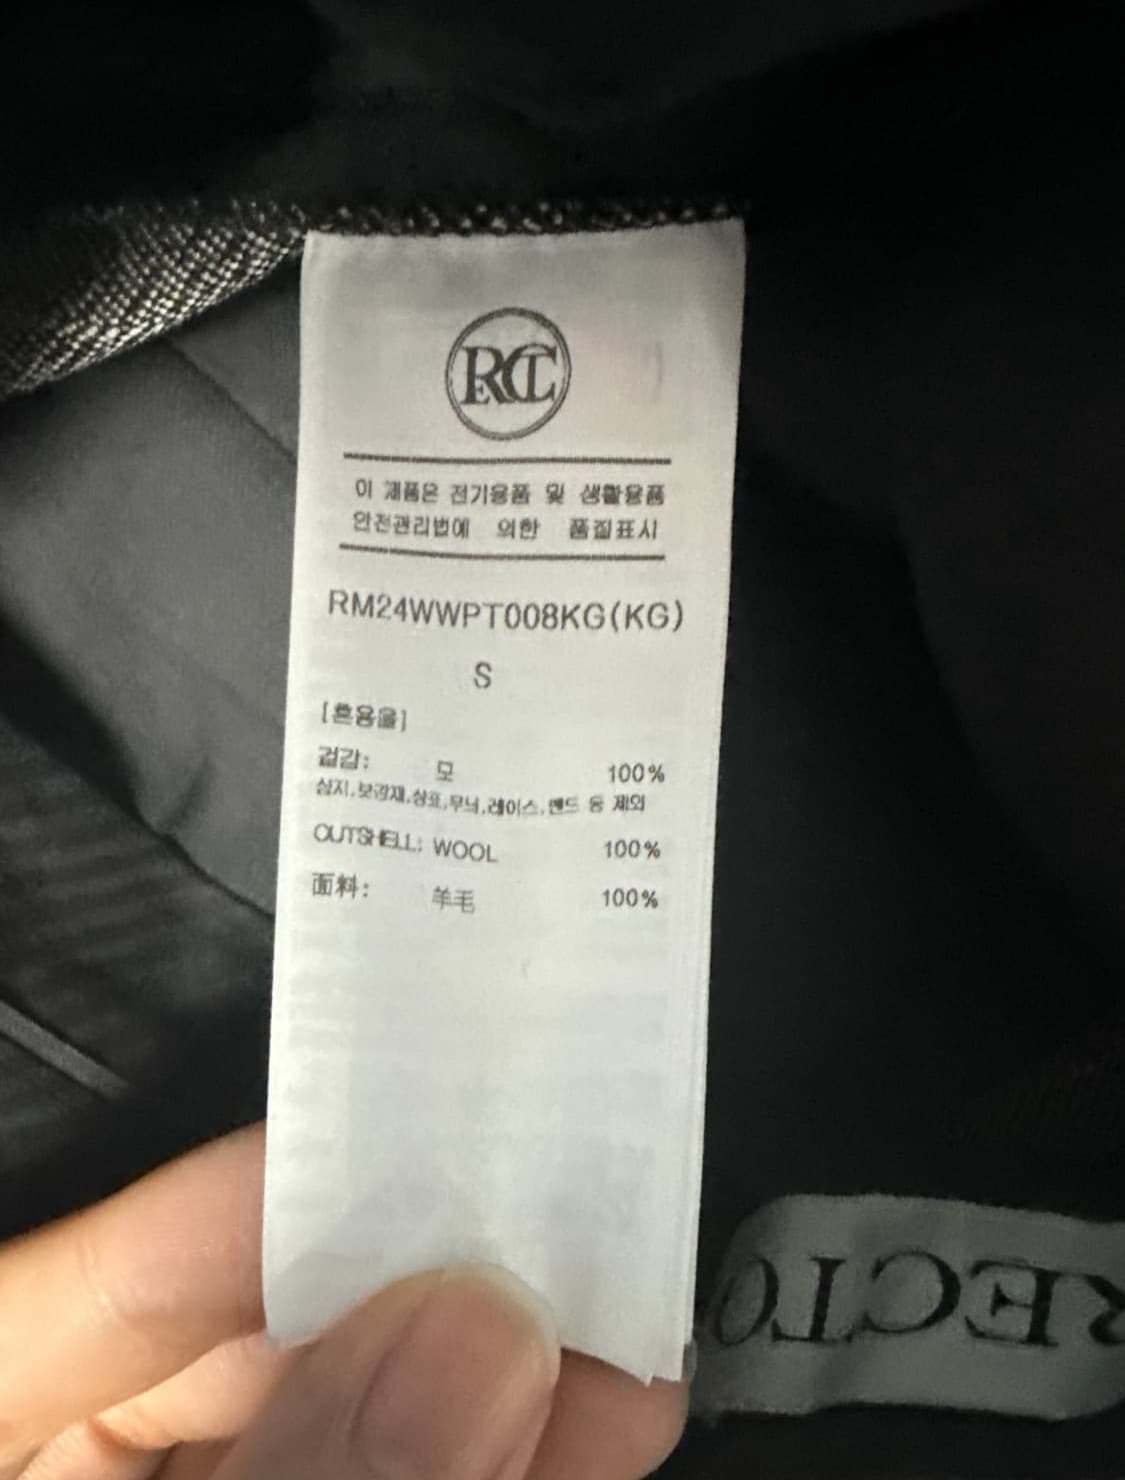 RCT
이 제품은 전기용품 및 생활용품
안전관리법에 의한 품질표시
RM24WWPT008KG(KG)
S
[혼용율]
겉감: 모 100%
심지,보강재,상표,무늬,레이스,밴드 등 제외
OUTSHELL: WOOL 100%
面料: 羊毛 100%
RECTO